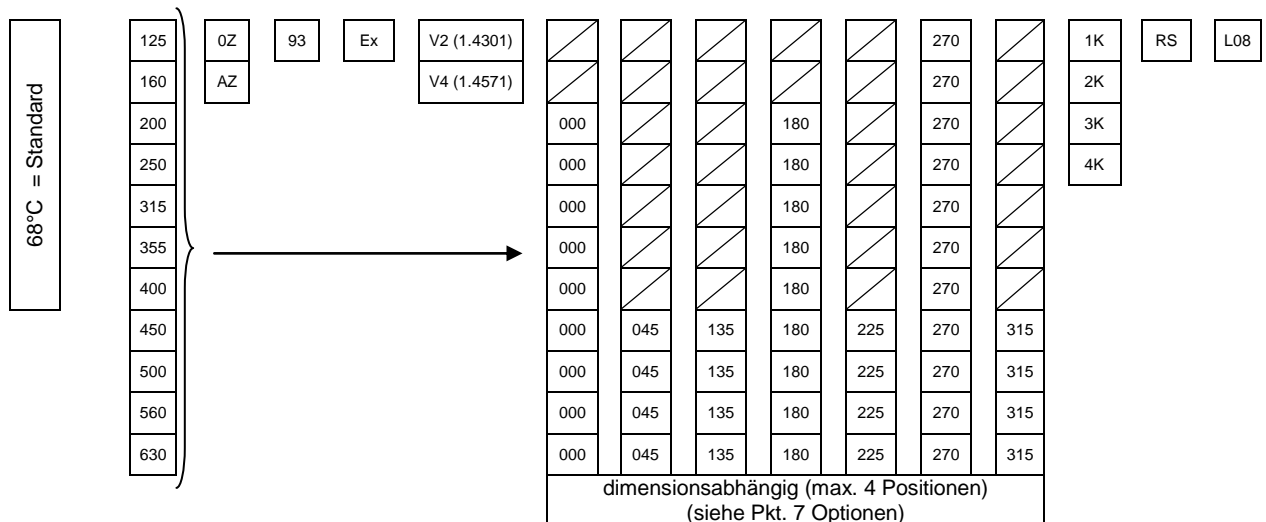 68°C = Standard
125 0Z 93 Ex V2 (1.4301) 270 1K RS L08
160 AZ V4 (1.4571) 270 2K
200 000 180 270 3K
250 000 180 270 4K
315 000 180 270
355 000 180 270
400 000 180 270
450 000 045 135 180 225 270 315
500 000 045 135 180 225 270 315
560 000 045 135 180 225 270 315
630 000 045 135 180 225 270 315
dimensionsabhängig (max. 4 Positionen)
(siehe Pkt. 7 Optionen)